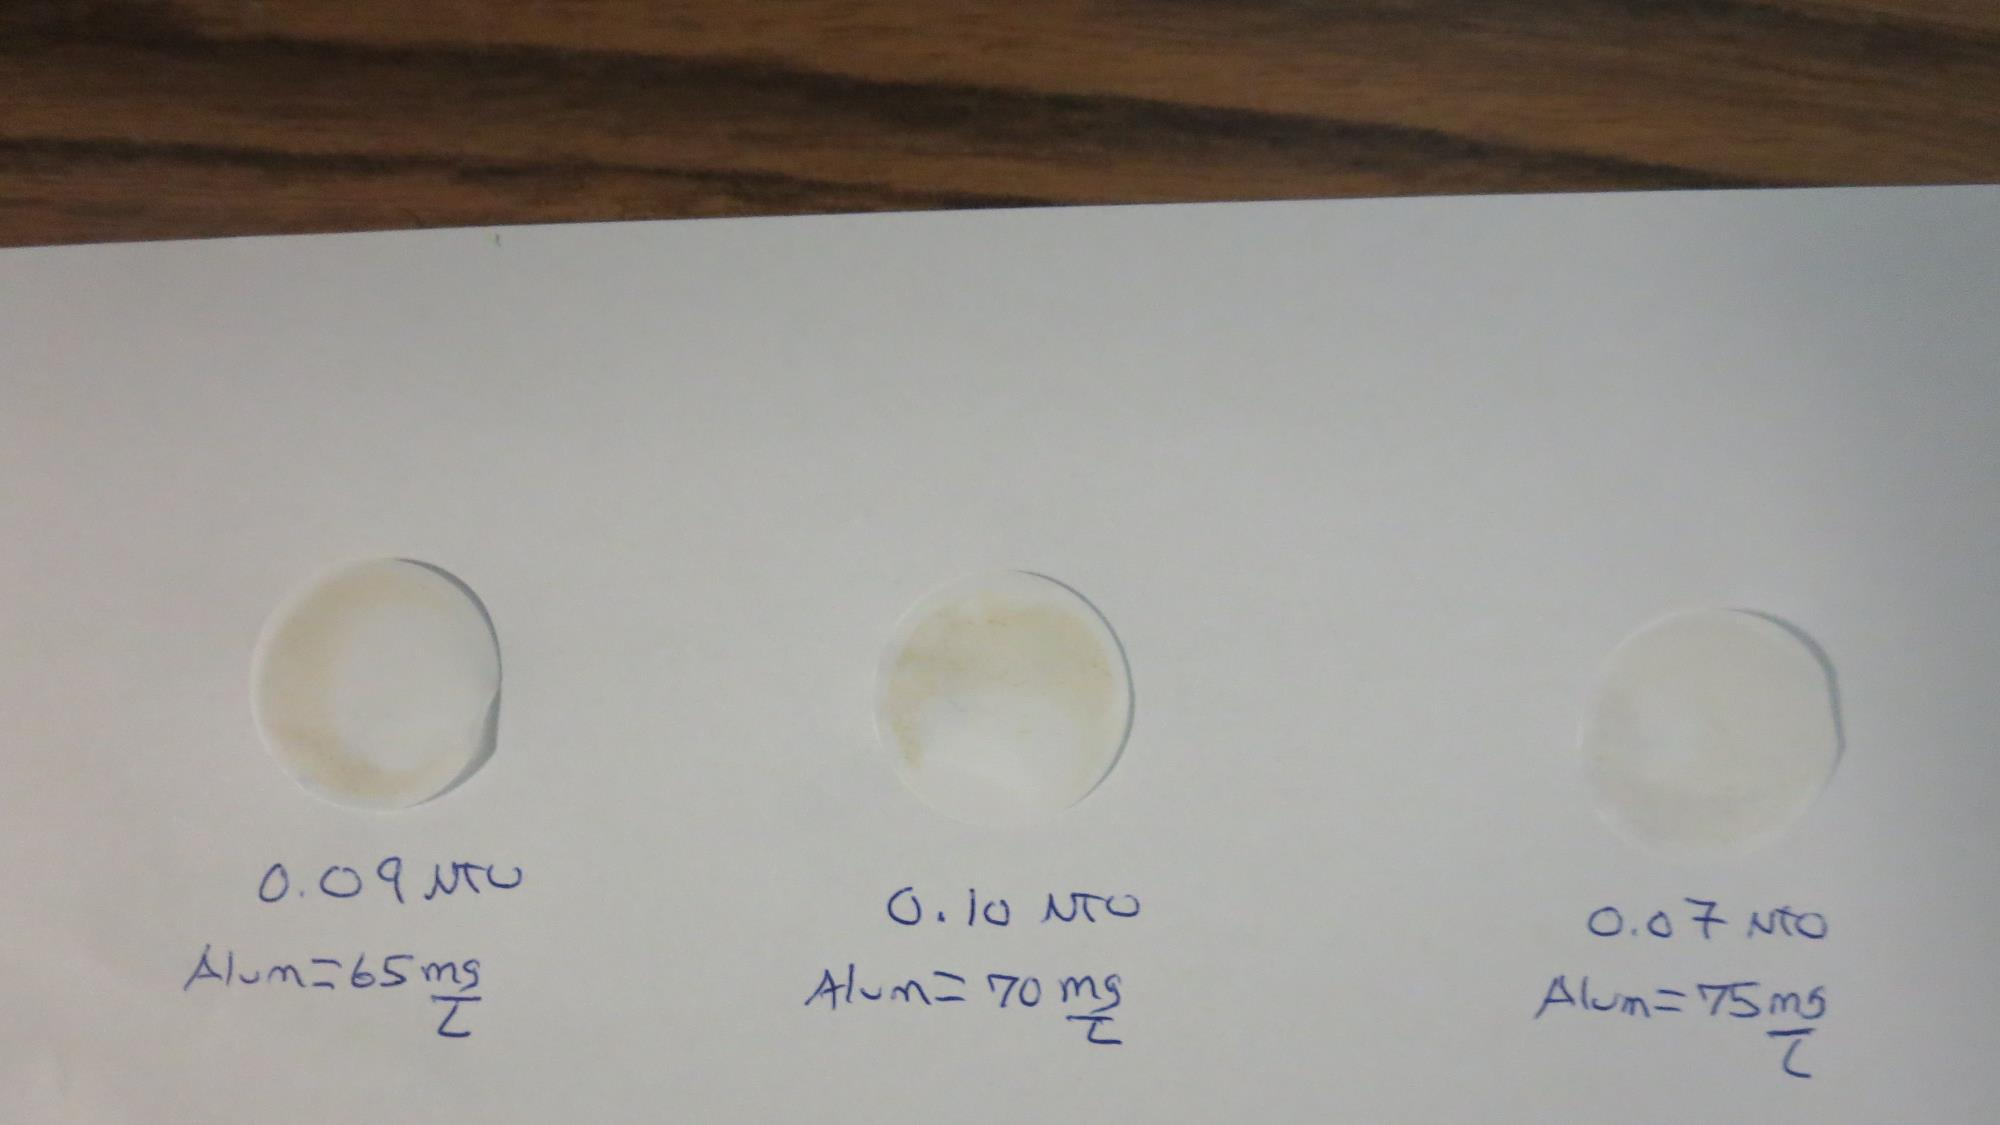 0.09 NTU
Alum=65 mg/L
0.10 NTU
Alum=70 mg/L
0.07 NTU
Alum=75 mg/L